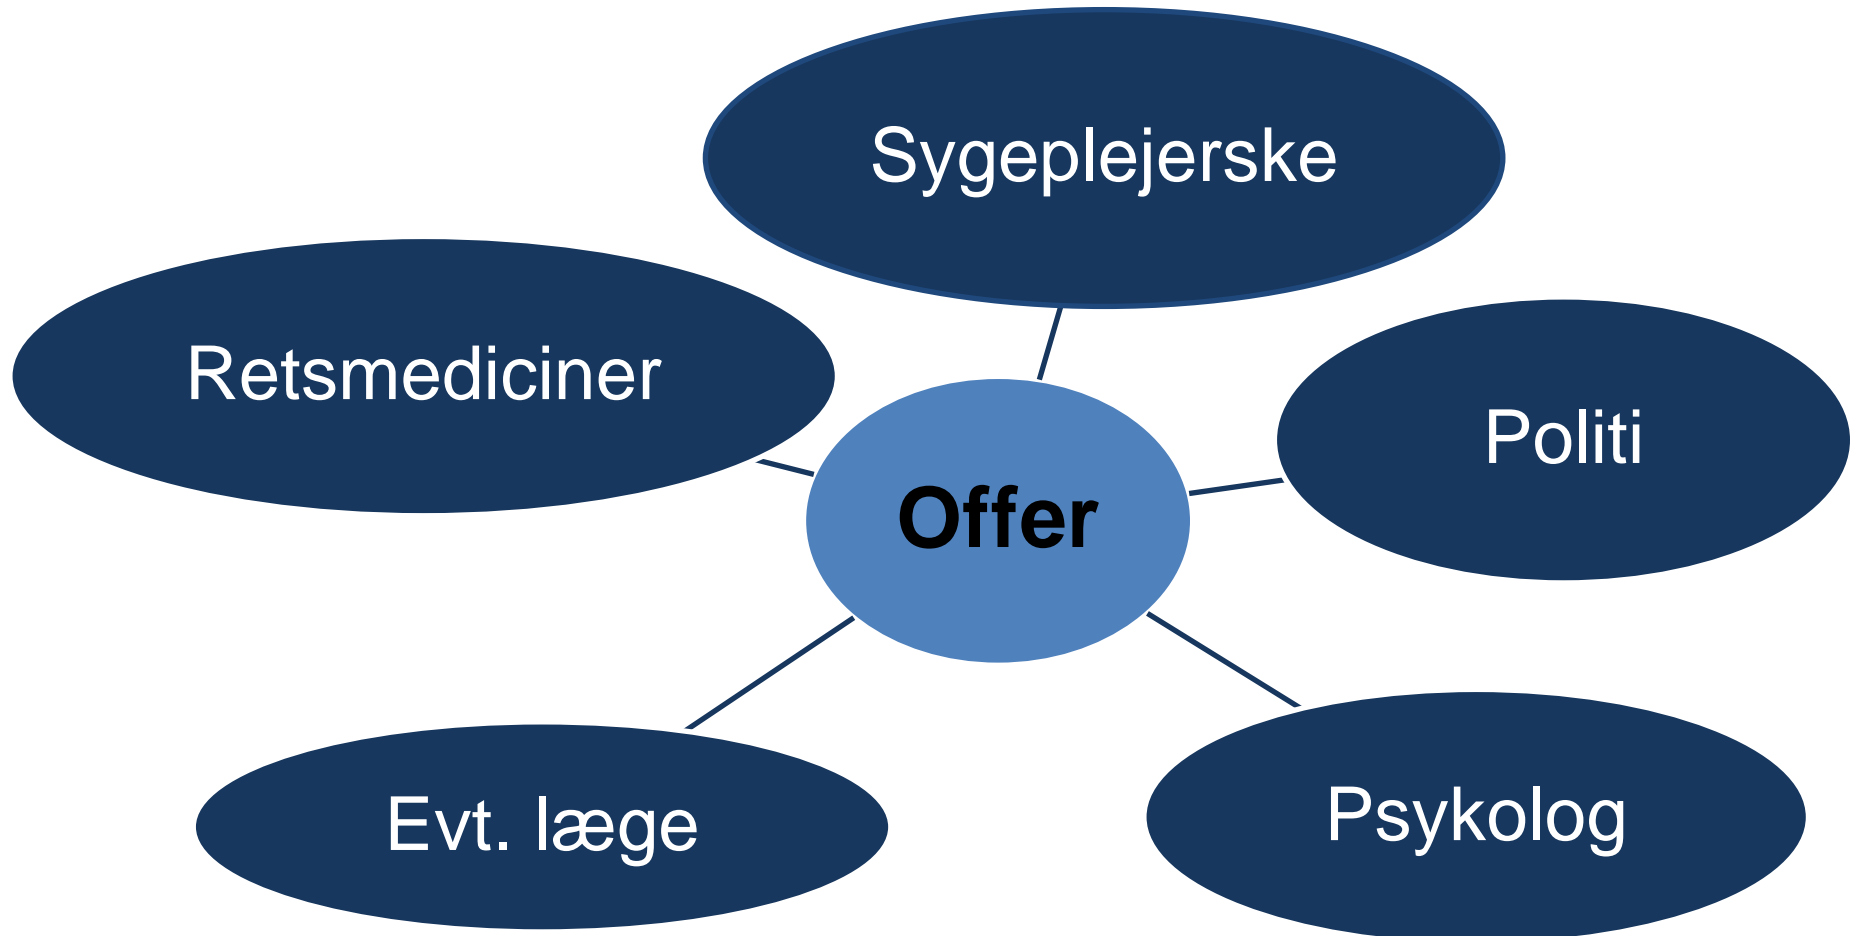 Sygeplejerske
Retsmediciner
Politi
Offer
Evt. læge
Psykolog